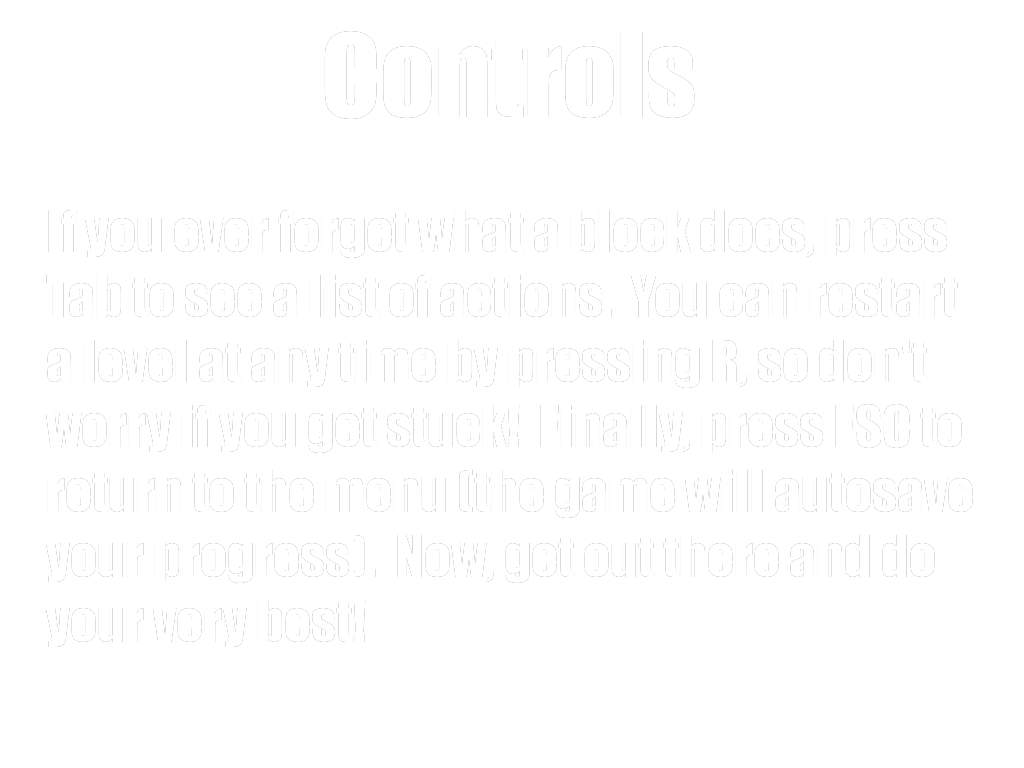 Controls
If you ever forget what a block does, press
Tab to see a list of actions. You can restart
a level at any time by pressing R, so don't
worry if you get stuck! Finally, press ESC to
return to the menu (the game will autosave
your progress). Now, get out there and do
your very best!